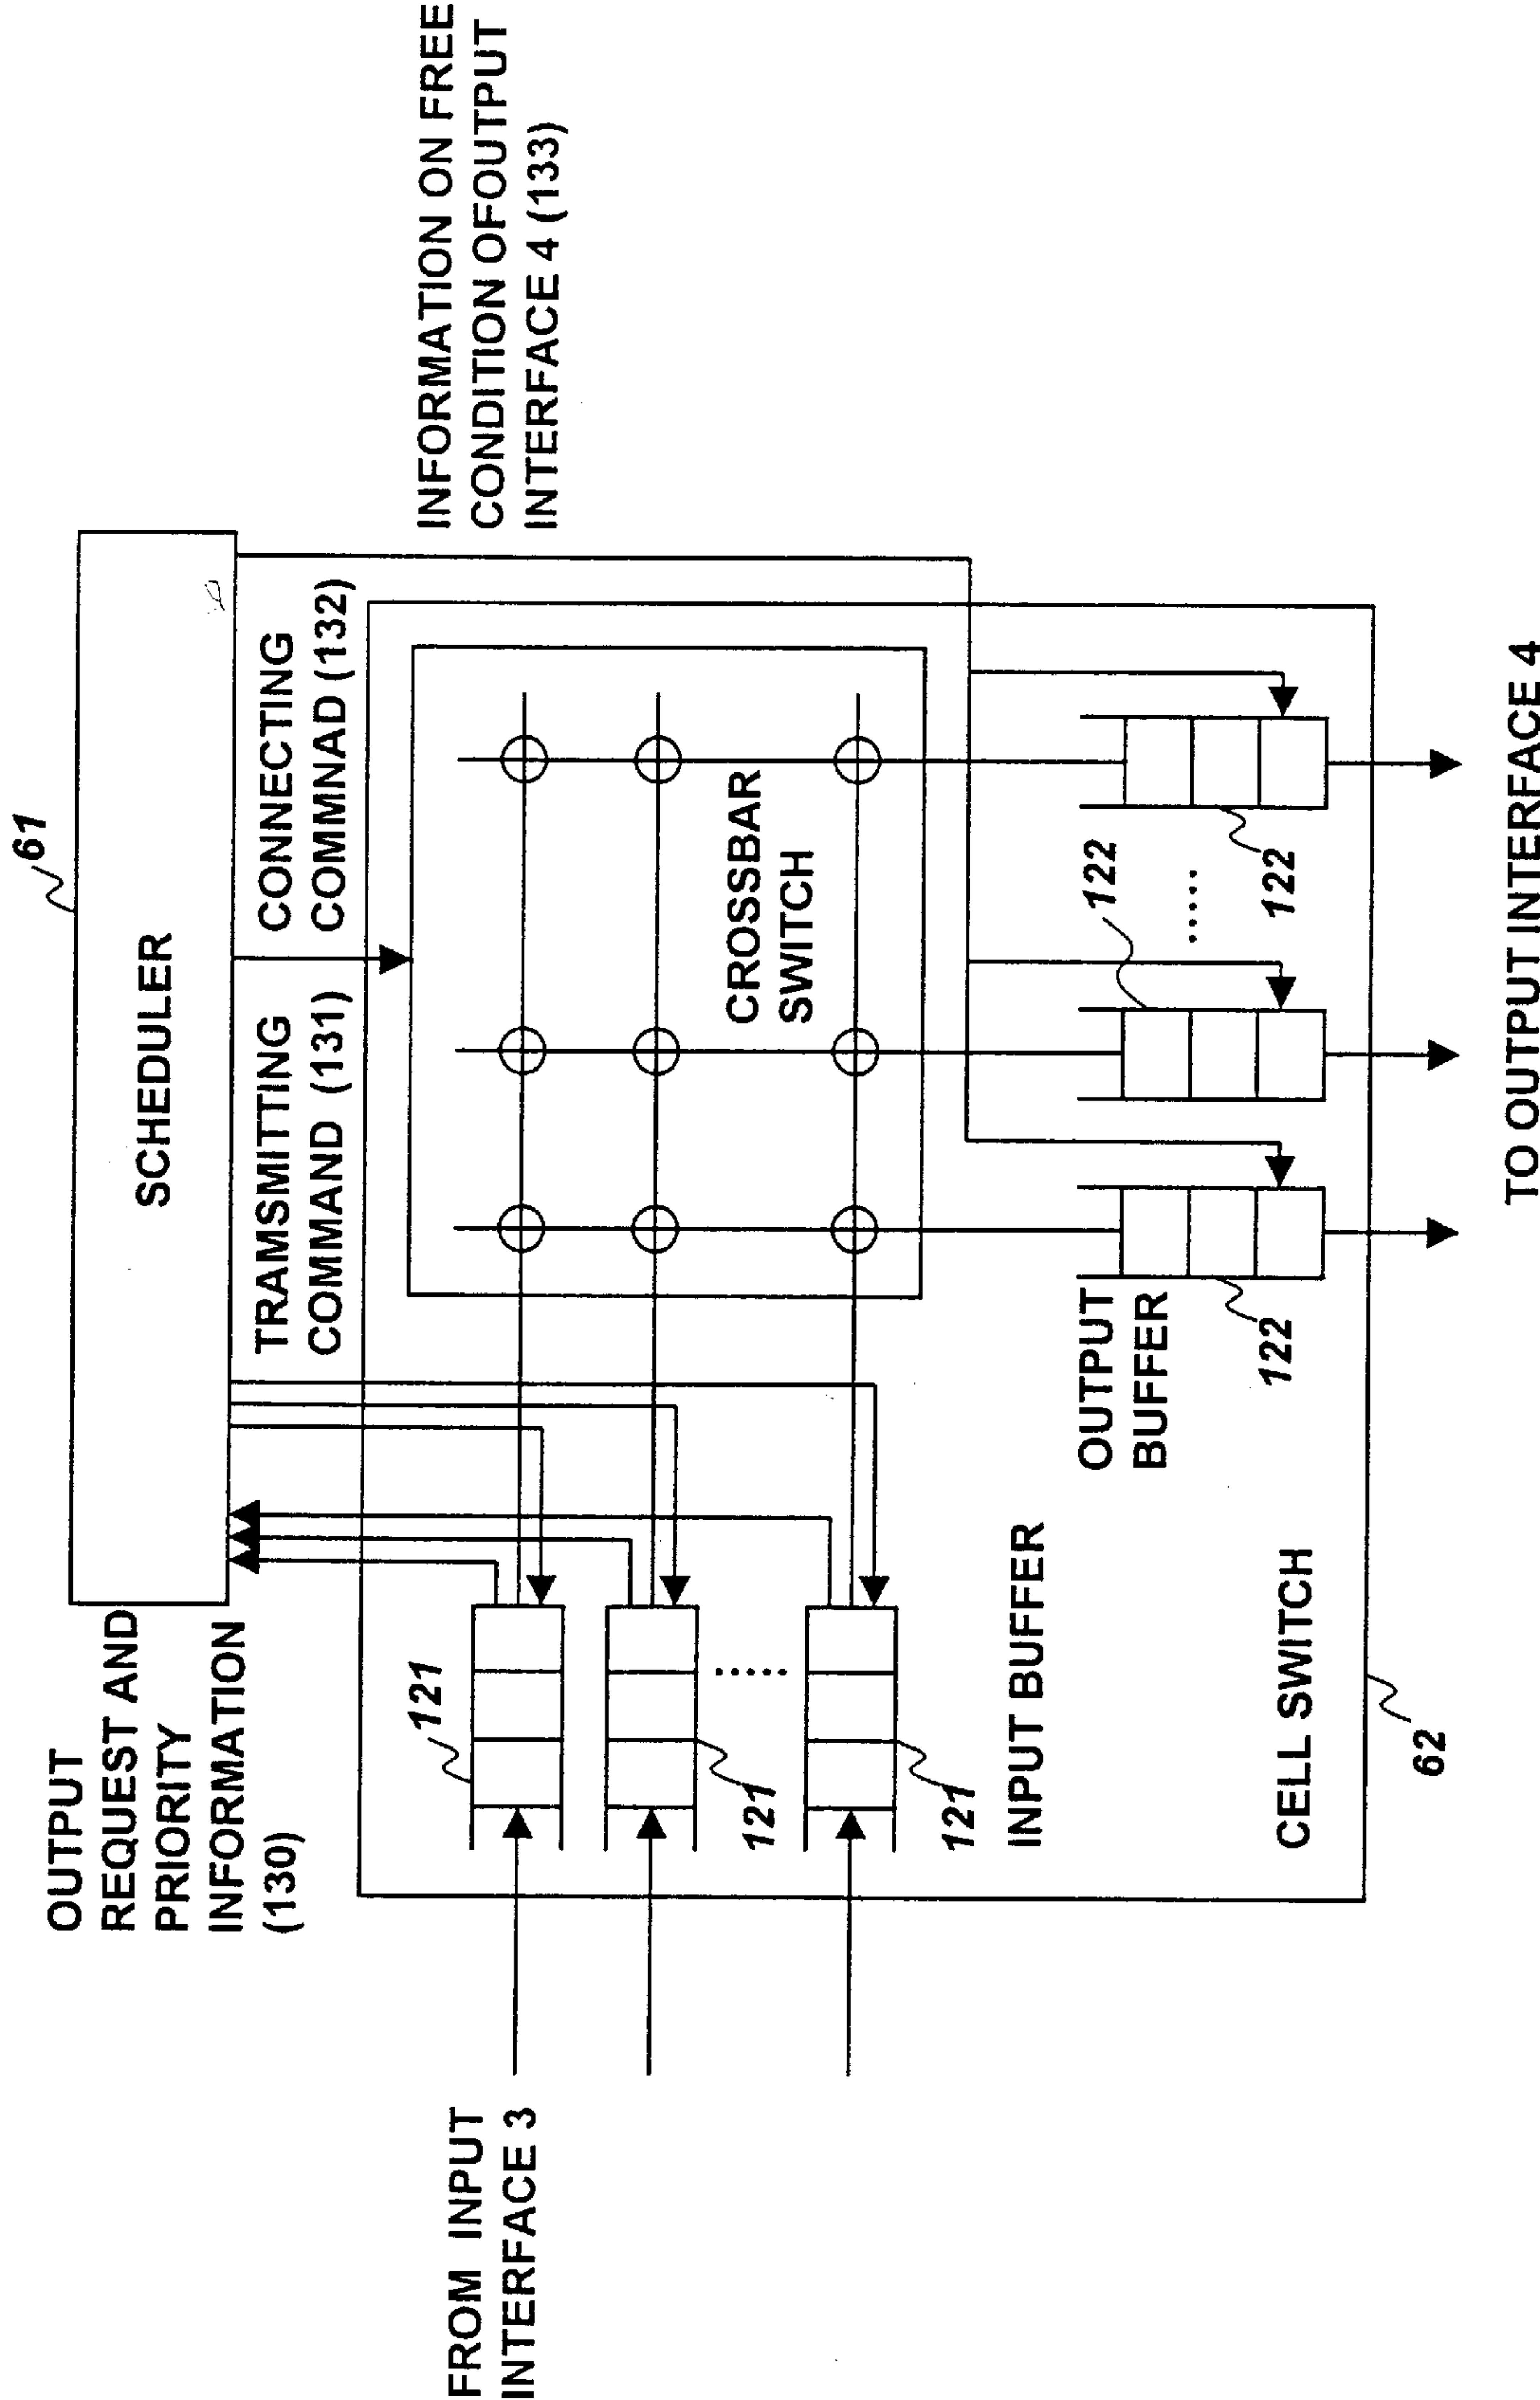 61
SCHEDULER
OUTPUT
REQUEST AND
PRIORITY
INFORMATION
(130)
TRAMSMITTING
COMMAND (131)
CONNECTING
COMMNAD (132)
INFORMATION ON FREE
CONDITION OFOUTPUT
INTERFACE 4 (133)
FROM INPUT
INTERFACE 3
121
121
.....
121
INPUT BUFFER
CROSSBAR
SWITCH
OUTPUT
BUFFER
122
122
.....
122
CELL SWITCH
62
TO OUTPUT INTERFACE 4